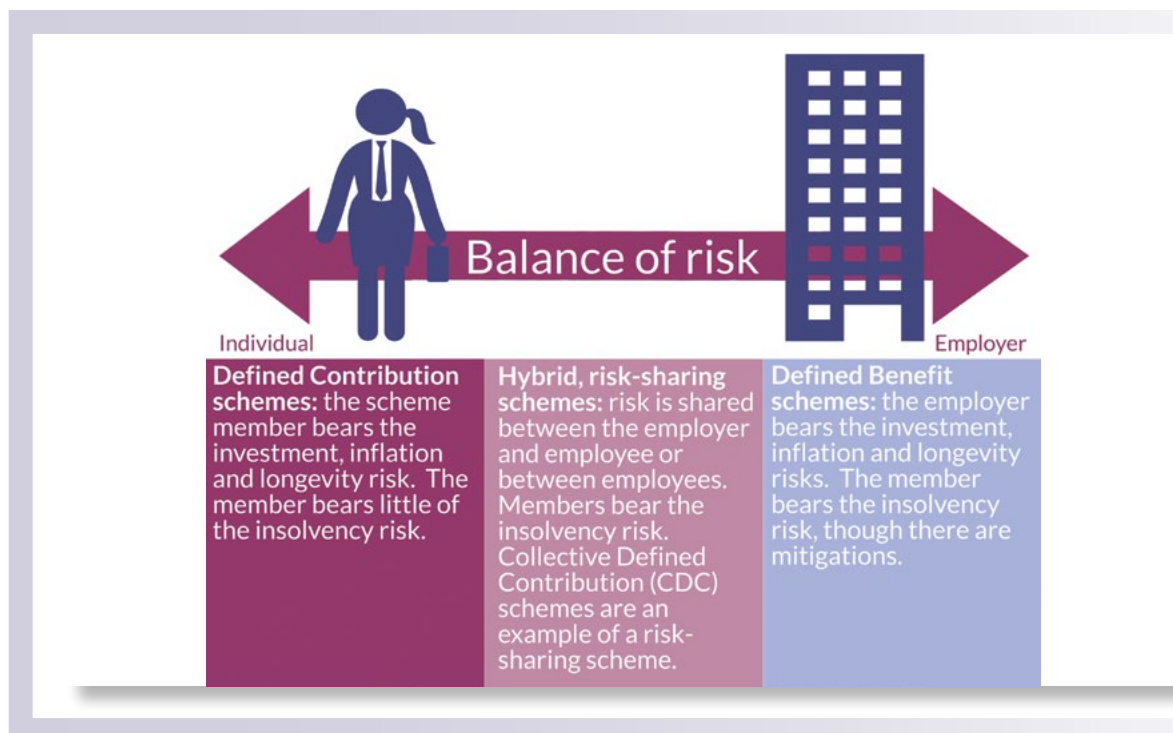 Balance of risk
Individual
Employer
Defined Contribution
schemes: the scheme
member bears the
investment, inflation
and longevity risk. The
member bears little of
the insolvency risk.
Hybrid, risk-sharing
schemes: risk is shared
between the employer
and employee or
between employees.
Members bear the
insolvency risk.
Collective Defined
Contribution (CDC)
schemes are an
example of a risk-
sharing scheme.
Defined Benefit
schemes: the employer
bears the investment,
inflation and longevity
risks. The member
bears the insolvency
risk, though there are
mitigations.